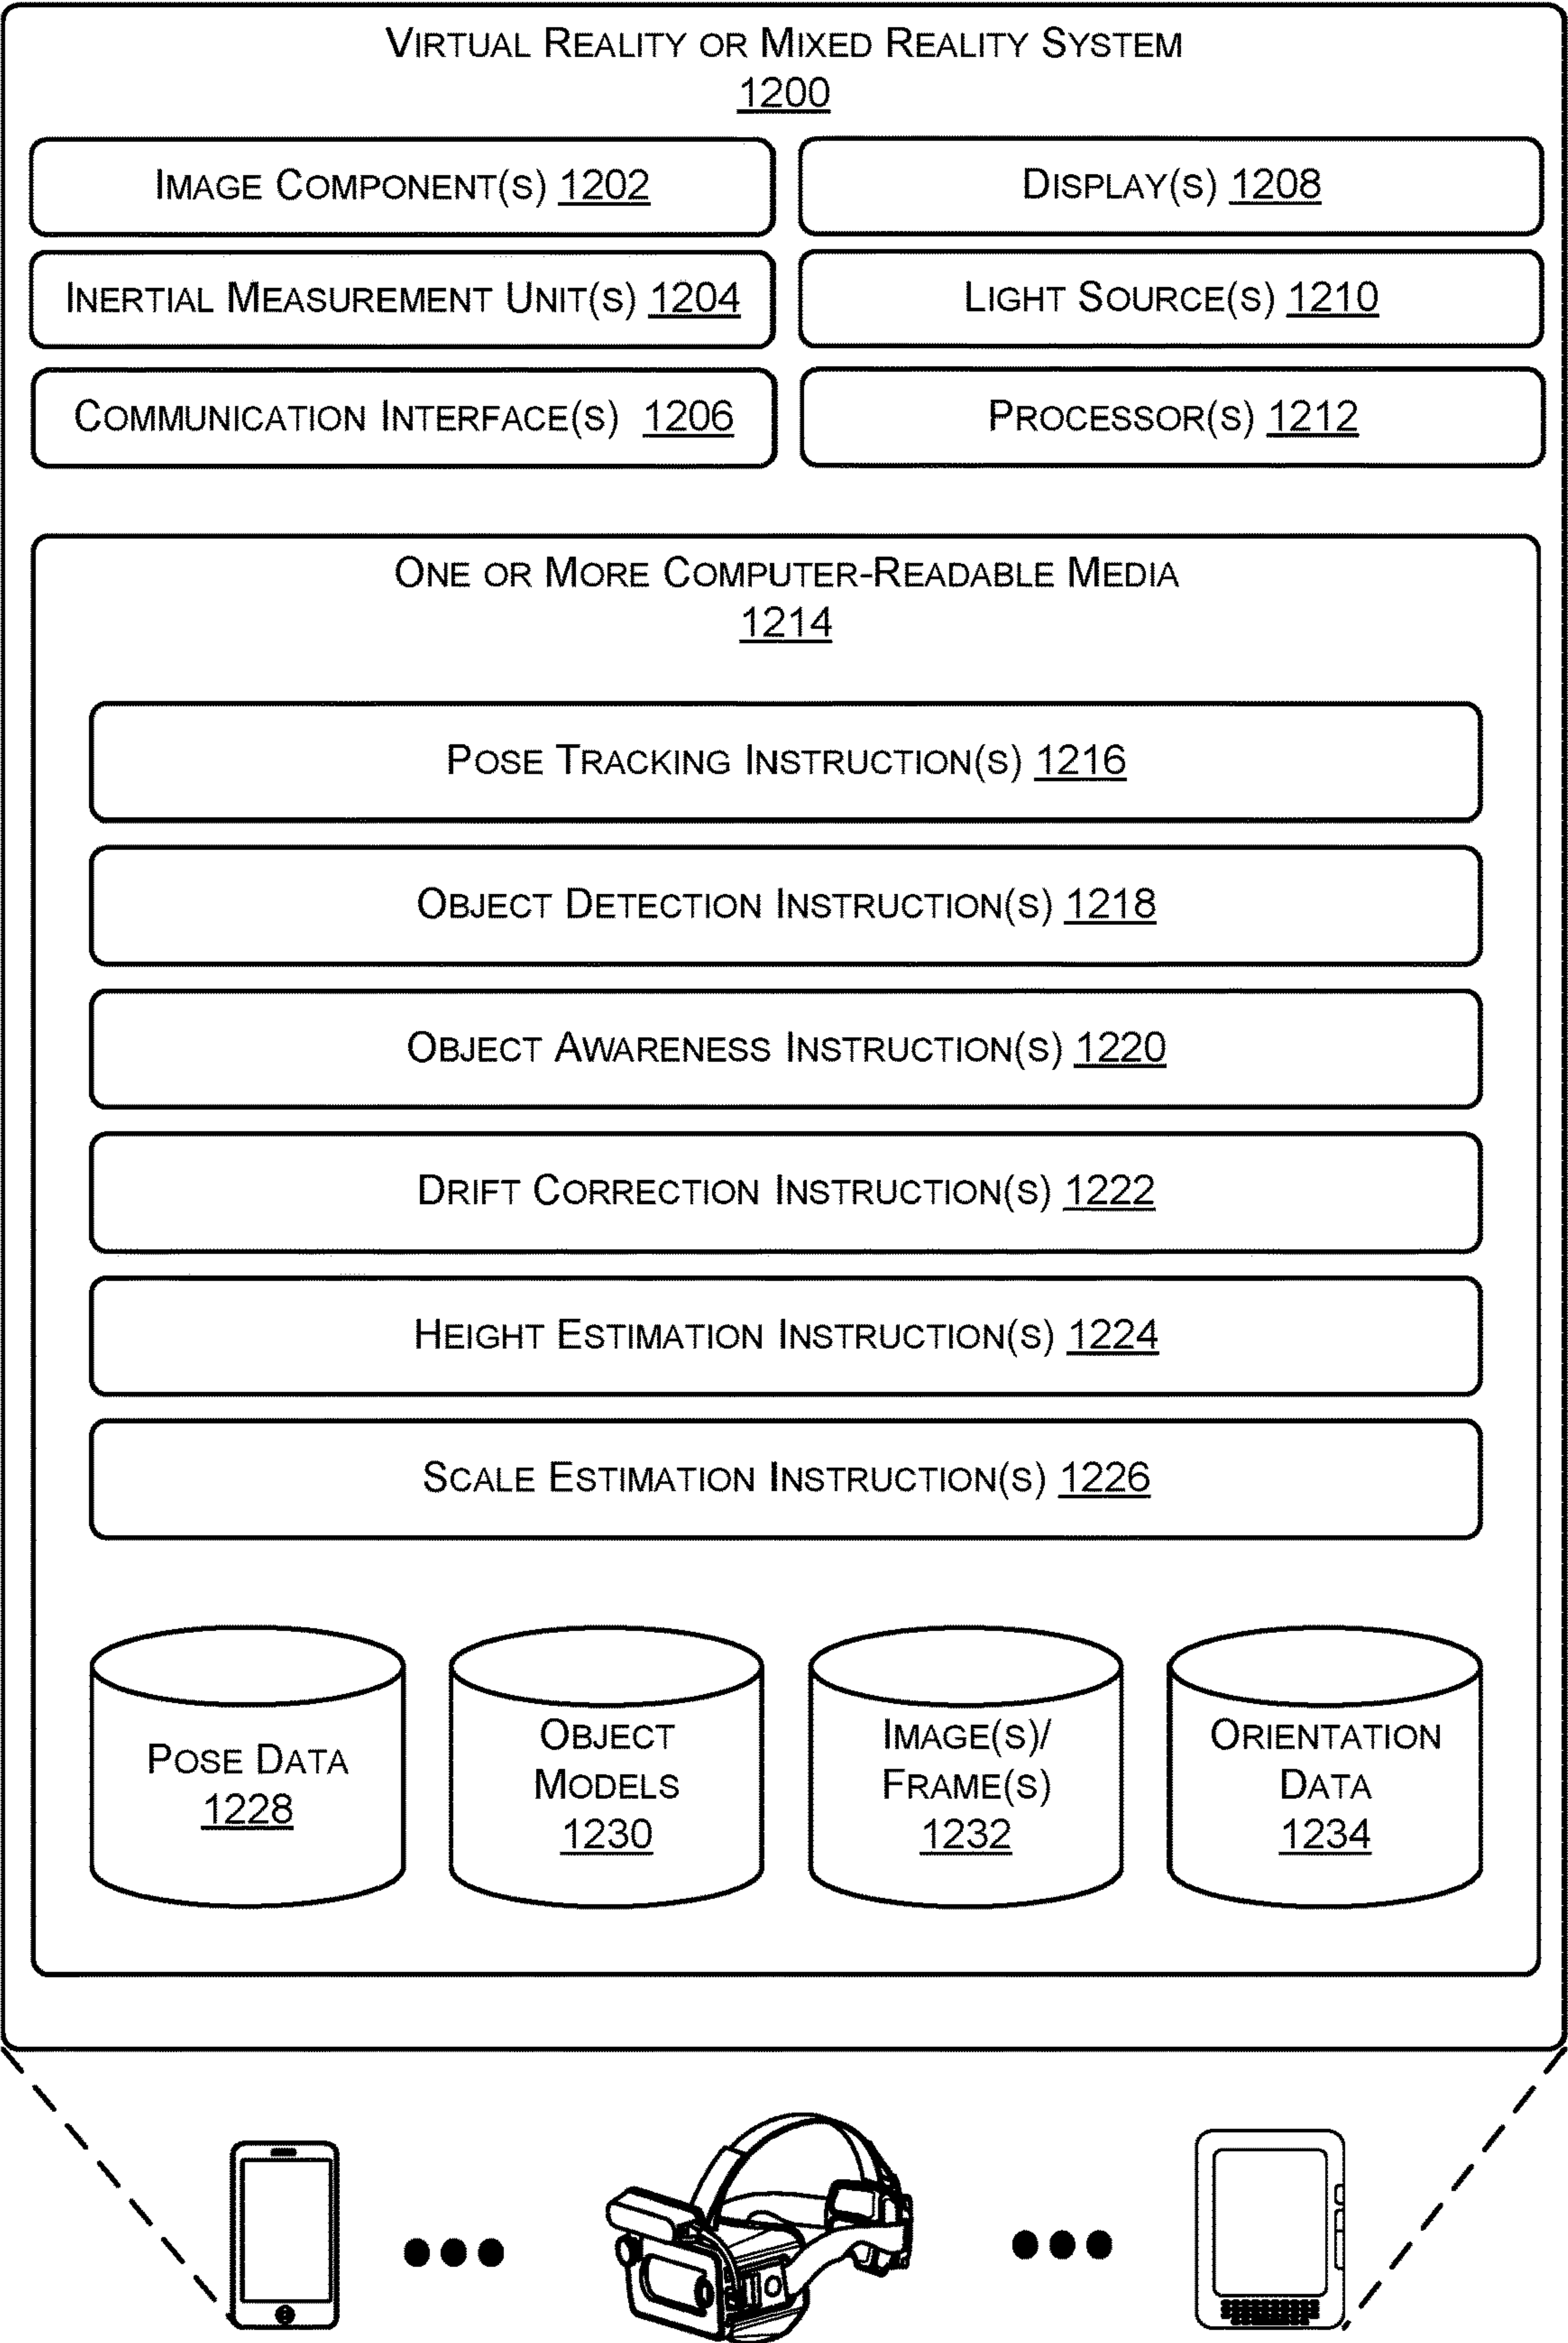 VIRTUAL REALITY OR MIXED REALITY SYSTEM
1200
IMAGE COMPONENT(S) 1202
DISPLAY(S) 1208
INERTIAL MEASUREMENT UNIT(S) 1204
LIGHT SOURCE(S) 1210
COMMUNICATION INTERFACE(S) 1206
PROCESSOR(S) 1212
ONE OR MORE COMPUTER-READABLE MEDIA
1214
POSE TRACKING INSTRUCTION(S) 1216
OBJECT DETECTION INSTRUCTION(S) 1218
OBJECT AWARENESS INSTRUCTION(S) 1220
DRIFT CORRECTION INSTRUCTION(S) 1222
HEIGHT ESTIMATION INSTRUCTION(S) 1224
SCALE ESTIMATION INSTRUCTION(S) 1226
POSE DATA
1228
OBJECT
MODELS
1230
IMAGE(S)/
FRAME(S)
1232
ORIENTATION
DATA
1234